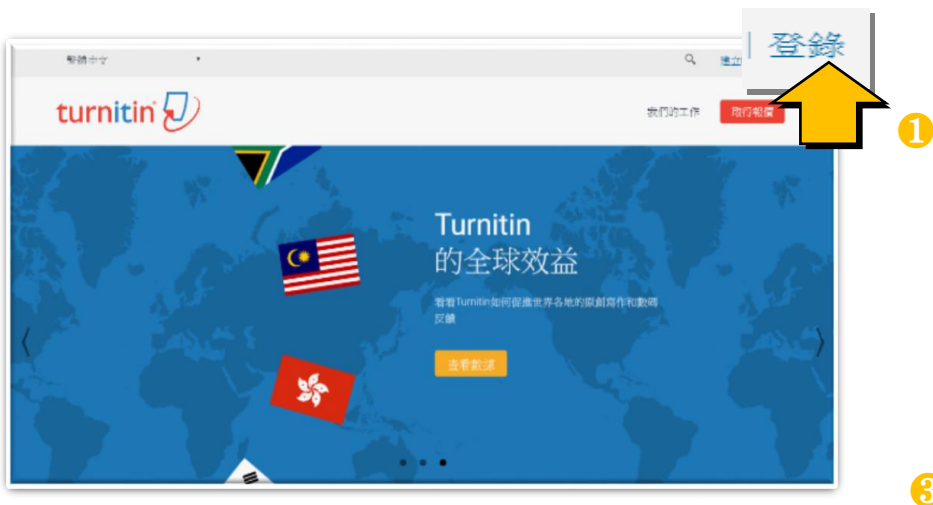 登錄
繁體中文
建立
turnitin
我們的工作
取得報價
❶
Turnitin
的全球效益
看看Turnitin如何促進世界各地的原創寫作和數碼
反饋
查看數據
❸